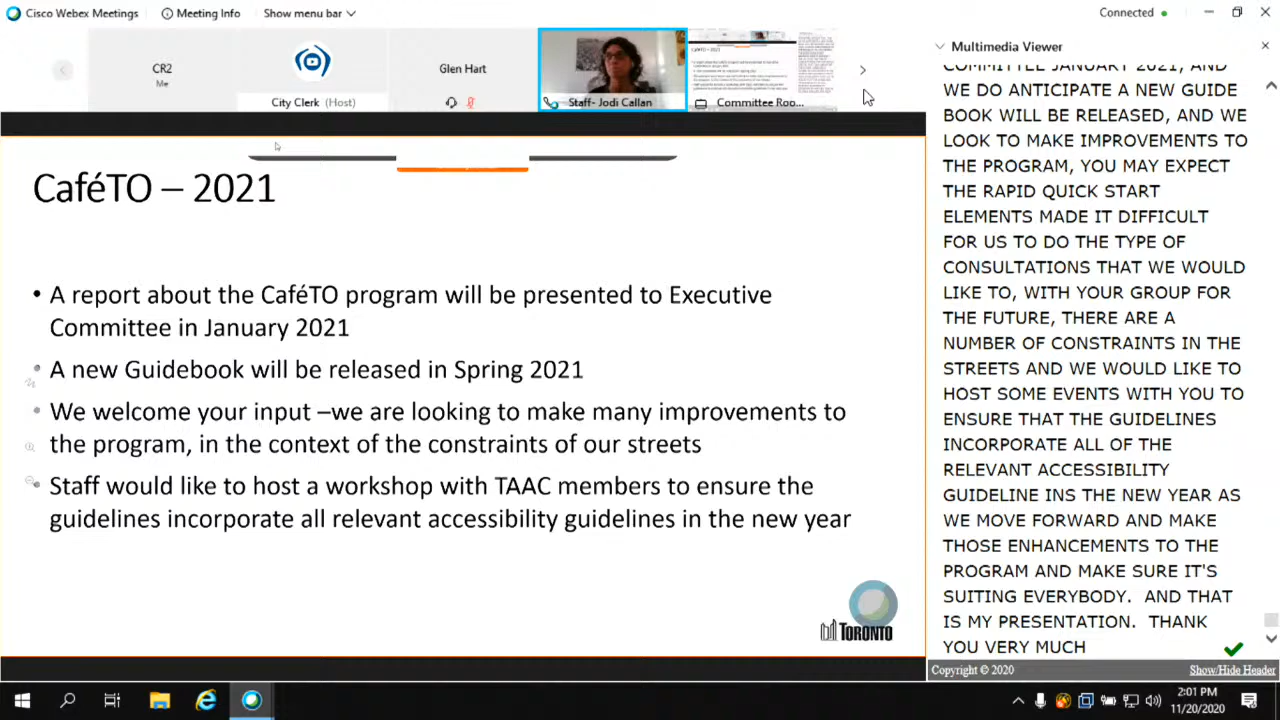 Cisco Webex Meetings
Meeting Info
Show menu bar
Connected
CR2
Me
City Clerk (Host)
Glen Hart
Staff- Jodi Callan
Committee Roo...
CaféTO – 2021
• A report about the CaféTO program will be presented to Executive
Committee in January 2021
• A new Guidebook will be released in Spring 2021
• We welcome your input –we are looking to make many improvements to
the program, in the context of the constraints of our streets
• Staff would like to host a workshop with TAAC members to ensure the
guidelines incorporate all relevant accessibility guidelines in the new year
TORONTO
Multimedia Viewer
COMMITTEE JANUARY 2021 AND
WE DO ANTICIPATE A NEW GUIDE
BOOK WILL BE RELEASED, AND WE
LOOK TO MAKE IMPROVEMENTS TO
THE PROGRAM, YOU MAY EXPECT
THE RAPID QUICK START
ELEMENTS MADE IT DIFFICULT
FOR US TO DO THE TYPE OF
CONSULTATIONS THAT WE WOULD
LIKE TO, WITH YOUR GROUP FOR
THE FUTURE, THERE ARE A
NUMBER OF CONSTRAINTS IN THE
STREETS AND WE WOULD LIKE TO
HOST SOME EVENTS WITH YOU TO
ENSURE THAT THE GUIDELINES
INCORPORATE ALL OF THE
RELEVANT ACCESSIBILITY
GUIDELINE INS THE NEW YEAR AS
WE MOVE FORWARD AND MAKE
THOSE ENHANCEMENTS TO THE
PROGRAM AND MAKE SURE IT'S
SUITING EVERYBODY.  AND THAT
IS MY PRESENTATION.  THANK
YOU VERY MUCH
Copyright © 2020
Show/Hide Header
2:01 PM
11/20/2020